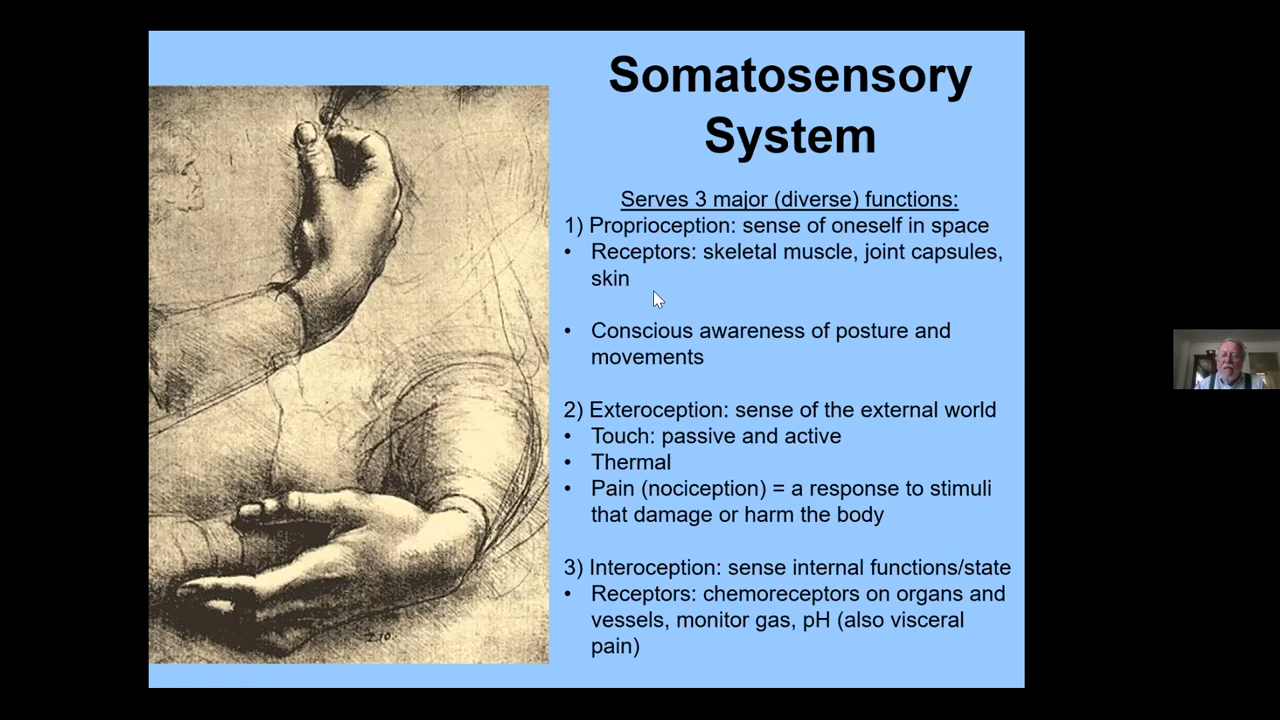 Somatosensory
System
Serves 3 major (diverse) functions:
1) Proprioception: sense of oneself in space
• Receptors: skeletal muscle, joint capsules,
skin
• Conscious awareness of posture and
movements
2) Exteroception: sense of the external world
• Touch: passive and active
• Thermal
• Pain (nociception) = a response to stimuli
that damage or harm the body
3) Interoception: sense internal functions/state
• Receptors: chemoreceptors on organs and
vessels, monitor gas, pH (also visceral
pain)